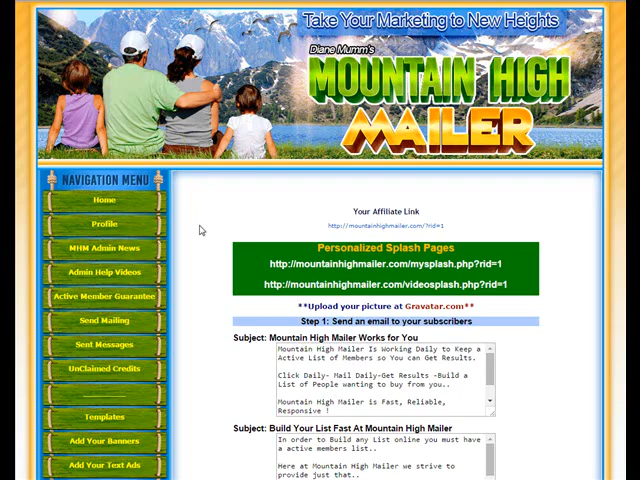 Take Your Marketing to New Heights
Diane Mumm's
MOUNTAIN HIGH
MAILER
NAVIGATION MENU
Home
Profile
MHM Admin News
Admin Help Videos
Active Member Guarantee
Send Mailing
Sent Messages
UnClaimed Credits
____________
Templates
Add Your Banners
Add Your Text Ads
Your Affiliate Link
http://mountainhighmailer.com/?rid=1
Personalized Splash Pages
http://mountainhighmailer.com/mysplash.php?rid=1
http://mountainhighmailer.com/videosplash.php?rid=1
**Upload your picture at Gravatar.com**
Step 1: Send an email to your subscribers
Subject: Mountain High Mailer Works for You
Mountain High Mailer Is Working Daily to Keep a
Active List of Members so You can Get Results.
Click Daily- Mail Daily-Get Results -Build a
List of People wanting to buy from you..
Mountain High Mailer is Fast, Reliable,
Responsive !
Subject: Build Your List Fast At Mountain High Mailer
In order to Build any List online you must have
a active members list..
Here at Mountain High Mailer we strive to
provide just that..